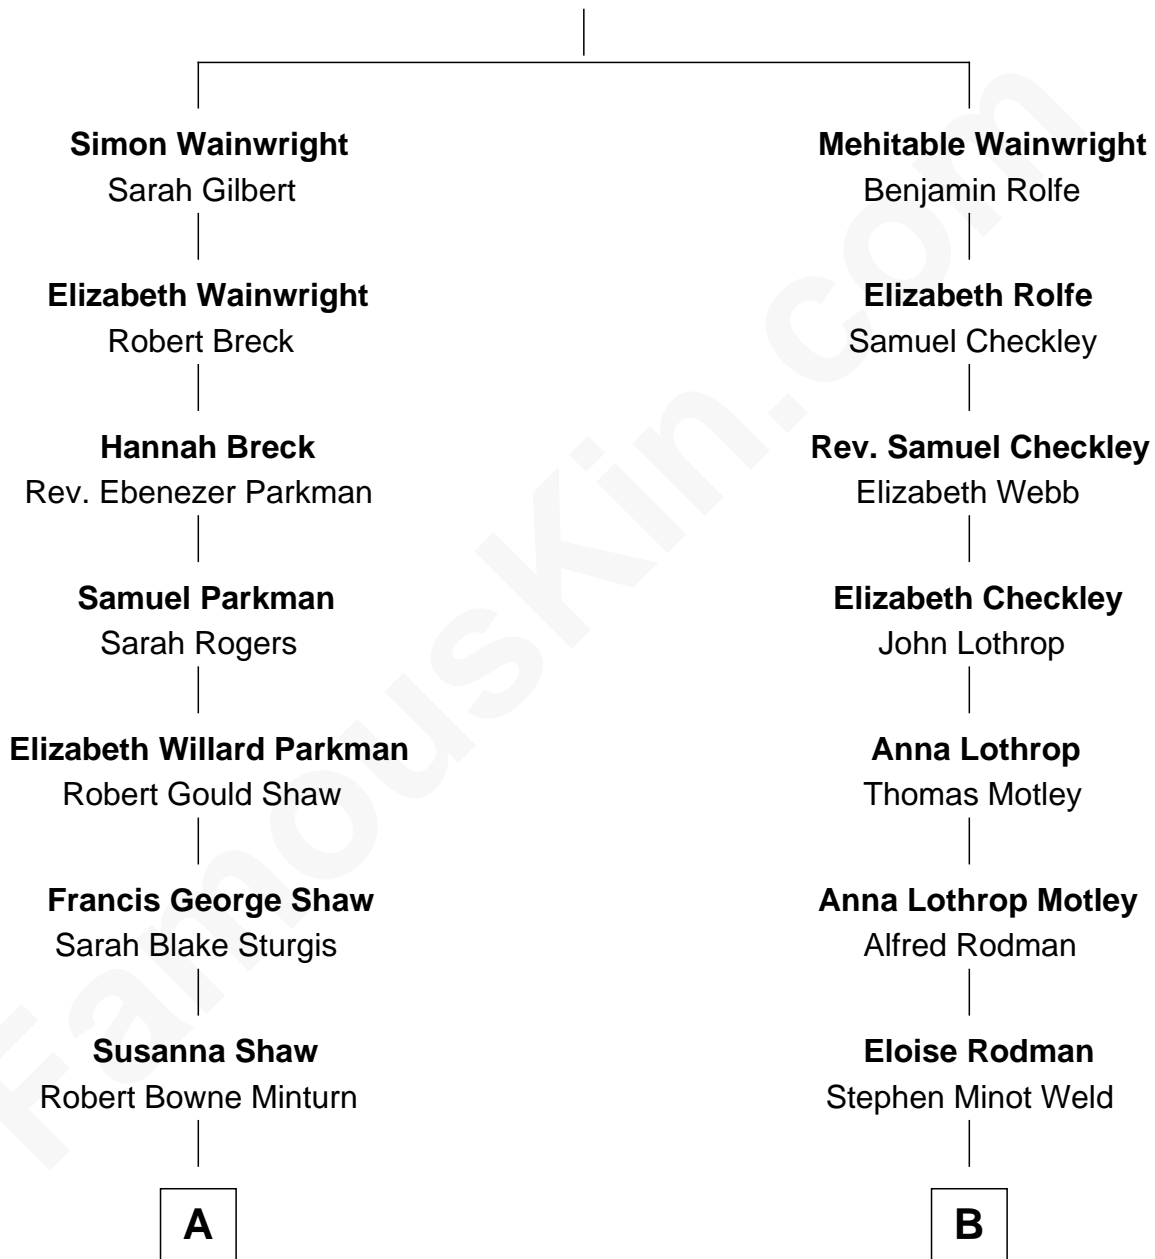 Simon Wainwright
Sarah Gilbert
Elizabeth Wainwright
Robert Breck
Hannah Breck
Rev. Ebenezer Parkman
Samuel Parkman
Sarah Rogers
Elizabeth Willard Parkman
Robert Gould Shaw
Francis George Shaw
Sarah Blake Sturgis
Susanna Shaw
Robert Bowne Minturn
A
Mehitable Wainwright
Benjamin Rolfe
Elizabeth Rolfe
Samuel Checkley
Rev. Samuel Checkley
Elizabeth Webb
Elizabeth Checkley
John Lothrop
Anna Lothrop
Thomas Motley
Anna Lothrop Motley
Alfred Rodman
Eloise Rodman
Stephen Minot Weld
B
FamousKin.com